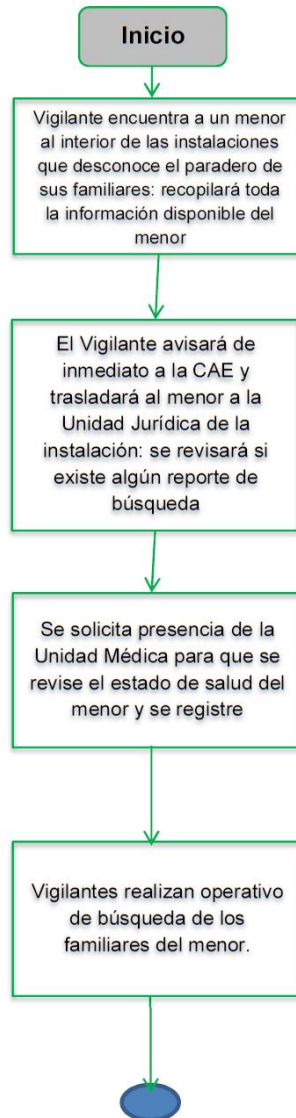 Inicio
Vigilante encuentra a un menor
al interior de las instalaciones
que desconoce el paradero de
sus familiares: recopilará toda
la información disponible del
menor
El Vigilante avisará de
inmediato a la CAE y
trasladará al menor a la
Unidad Jurídica de la
instalación: se revisará si
existe algún reporte de
búsqueda
Se solicita presencia de la
Unidad Médica para que se
revise el estado de salud del
menor y se registre
Vigilantes realizan operativo
de búsqueda de los
familiares del menor.